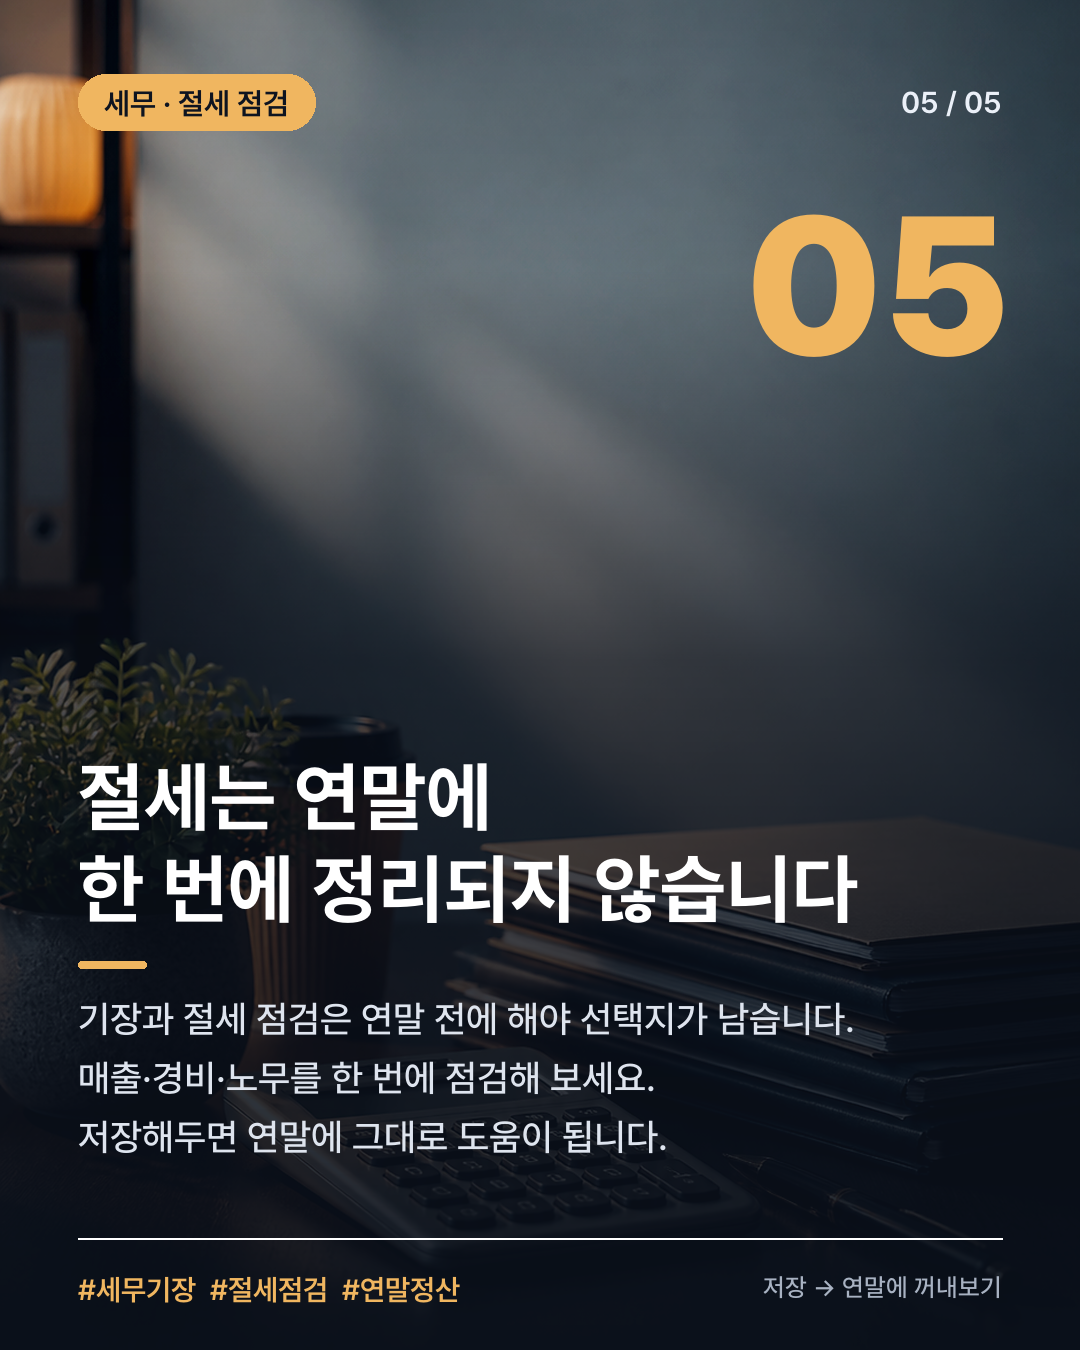 세무 · 절세 점검
05 / 05
05
절세는 연말에
한 번에 정리되지 않습니다
기장과 절세 점검은 연말 전에 해야 선택지가 남습니다.
매출·경비·노무를 한 번에 점검해 보세요.
저장해두면 연말에 그대로 도움이 됩니다.
#세무기장 #절세점검 #연말정산
저장 → 연말에 꺼내보기